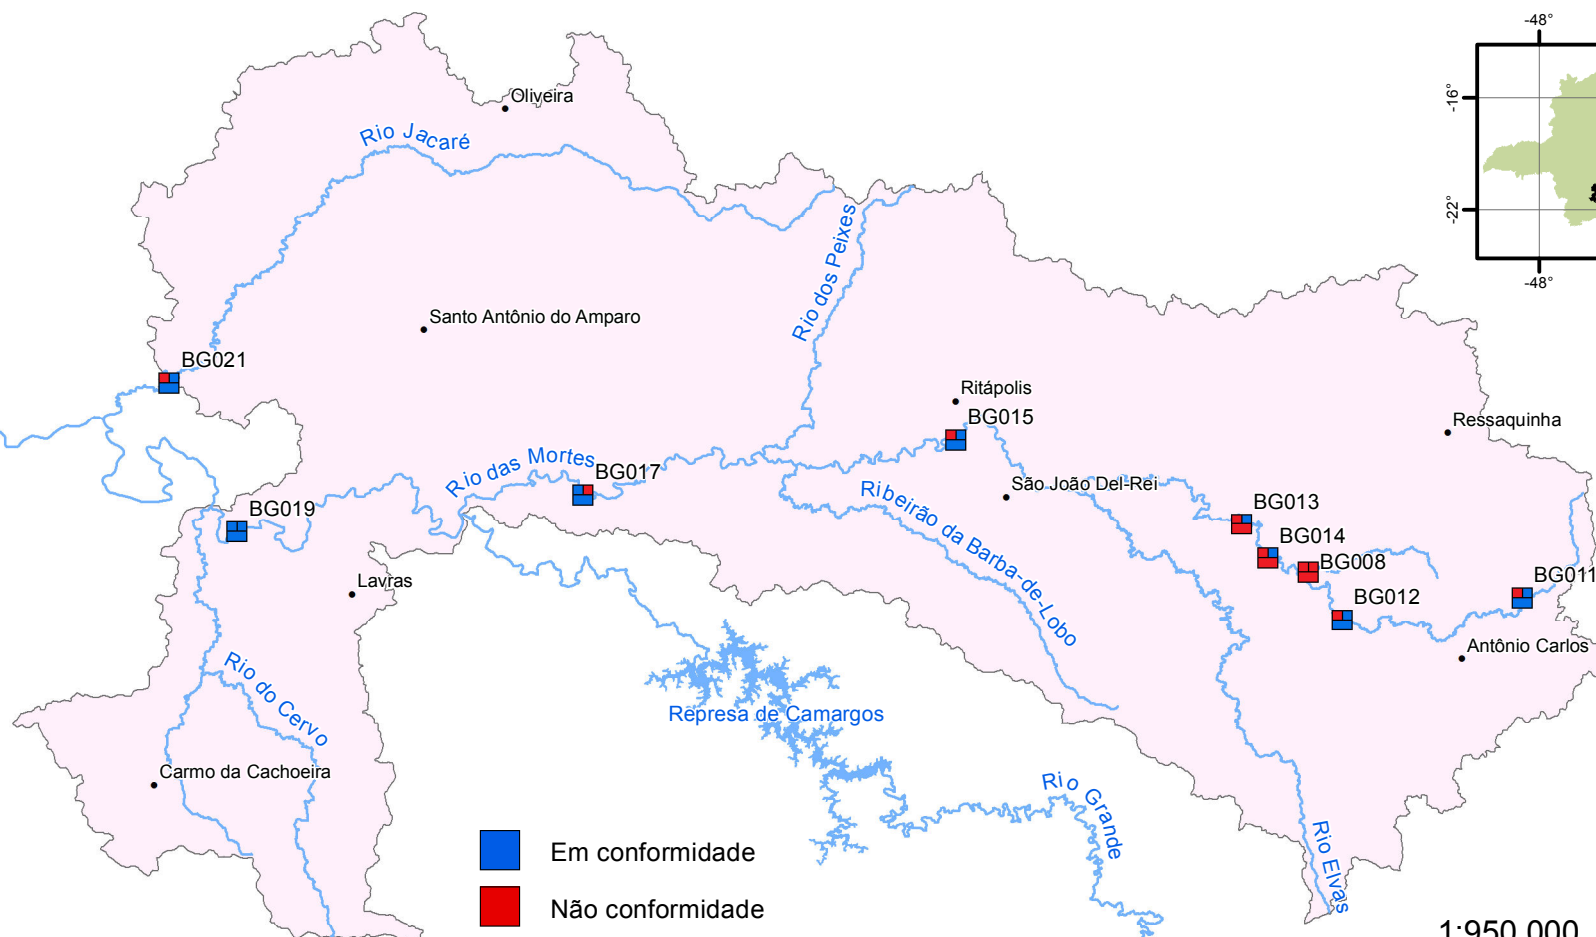 -48°
-16°
-22°
-48°
Oliveira
Rio Jacaré
Rio dos Peixes
Santo Antônio do Amparo
BG021
Ritápolis
BG015
Ressaquinha
Rio das Mortes
BG017
São João Del-Rei
Ribeirão da Barba-de-Lobo
BG013
BG019
BG014
BG008
BG011
Lavras
BG012
Antônio Carlos
Rio do Cervo
Represa de Camargos
Carmo da Cachoeira
Rio Grande
Rio Elvas
Em conformidade
Não conformidade
1:950.000